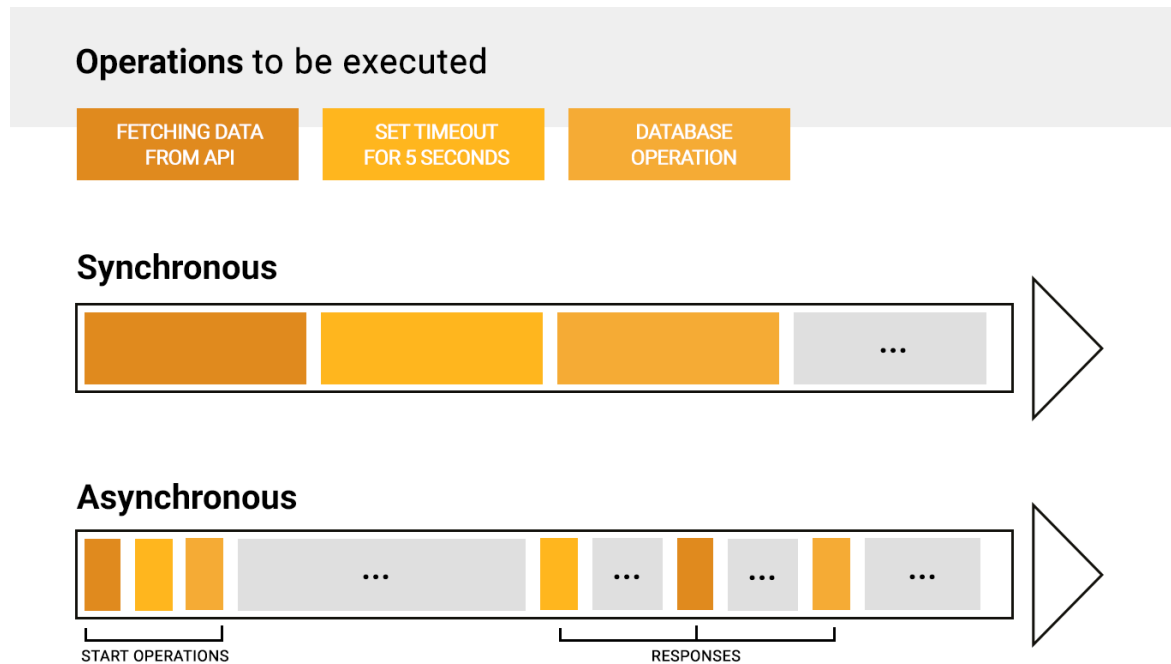 Operations to be executed
FETCHING DATA
FROM API
SET TIMEOUT
FOR 5 SECONDS
DATABASE
OPERATION
Synchronous
...
Asynchronous
...
...
...
...
START OPERATIONS
RESPONSES